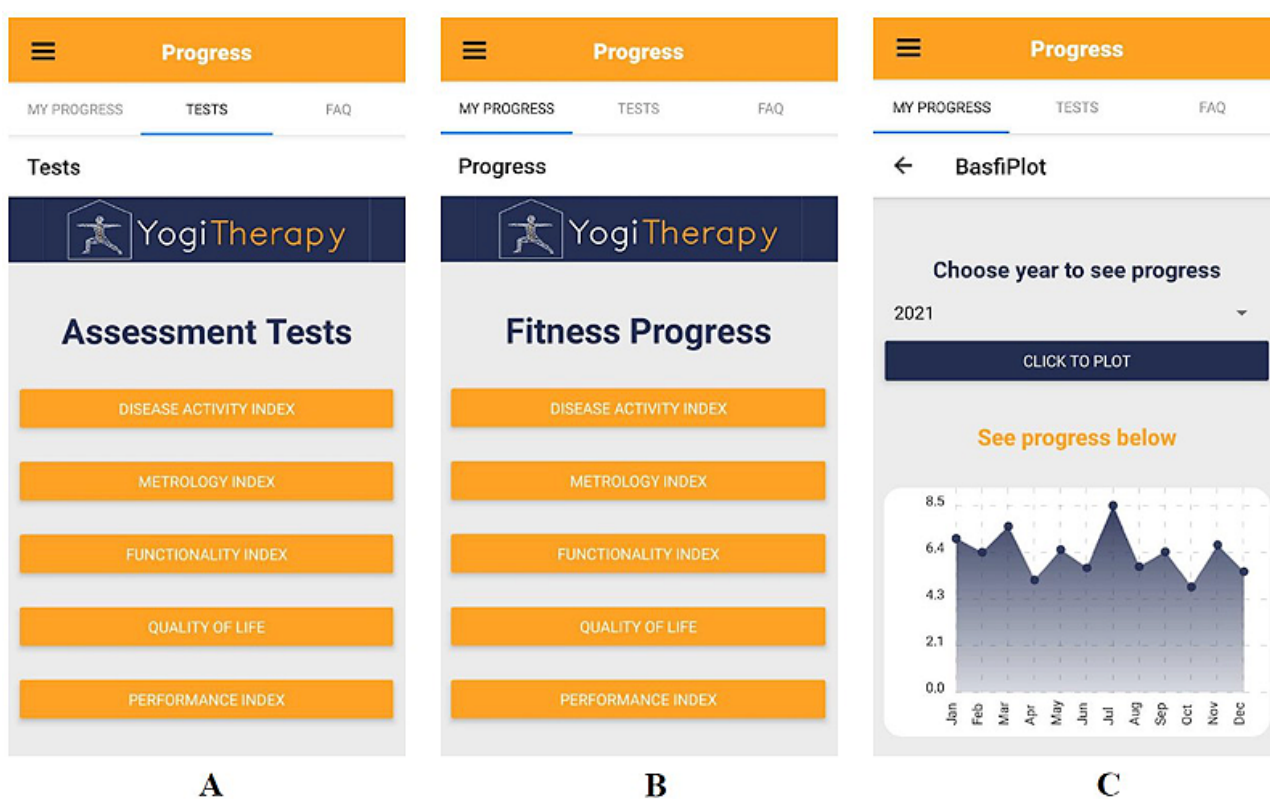 Progress
MY PROGRESS TESTS FAQ
Tests
YogiTherapy
Assessment Tests
DISEASE ACTIVITY INDEX
METROLOGY INDEX
FUNCTIONALITY INDEX
QUALITY OF LIFE
PERFORMANCE INDEX
A
Progress
MY PROGRESS TESTS FAQ
Progress
YogiTherapy
Fitness Progress
DISEASE ACTIVITY INDEX
METROLOGY INDEX
FUNCTIONALITY INDEX
QUALITY OF LIFE
PERFORMANCE INDEX
B
Progress
MY PROGRESS TESTS FAQ
BasfiPlot
Choose year to see progress
2021
CLICK TO PLOT
See progress below
8.5
6.4
4.3
2.1
0.0
Jan Feb Mar Apr May Jun Jul Aug Sep Oct Nov Dec
C